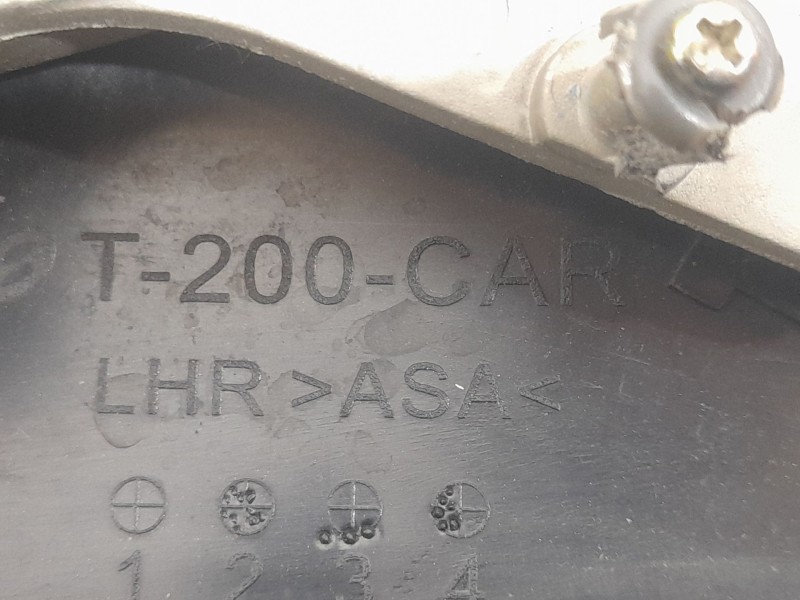 T-200-CAR
LHR >ASA<
1 2 3 4